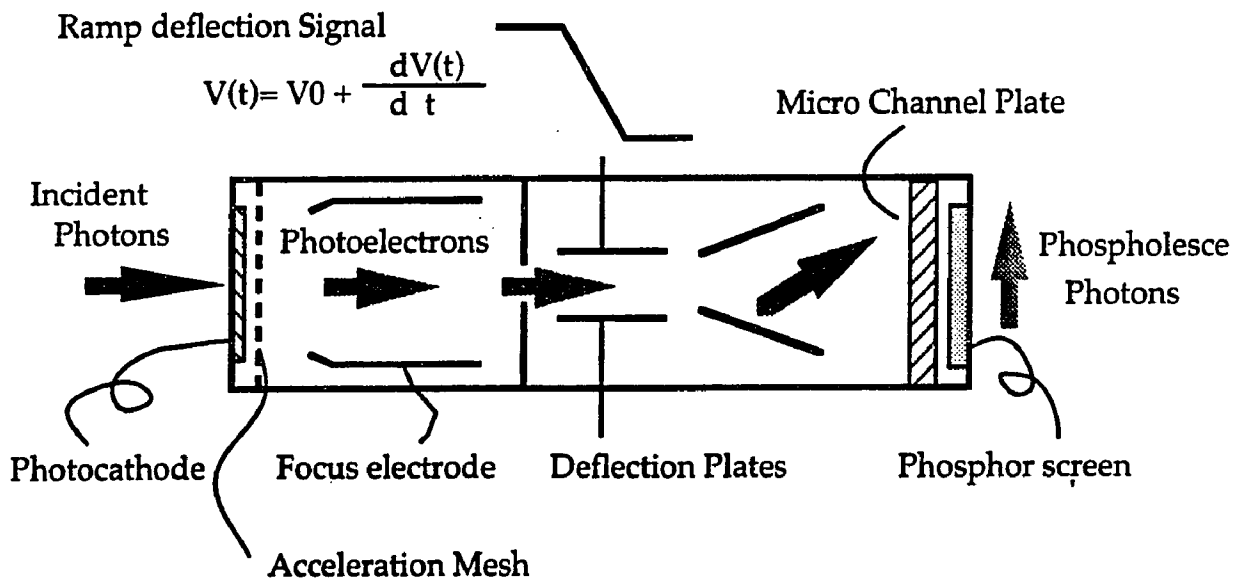 Ramp deflection Signal
V(t)= V0 + dV(t)
d t
Micro Channel Plate
Incident
Photons
Photoelectrons
Phospholesce
Photons
Photocathode
Focus electrode
Deflection Plates
Phosphor screen
Acceleration Mesh